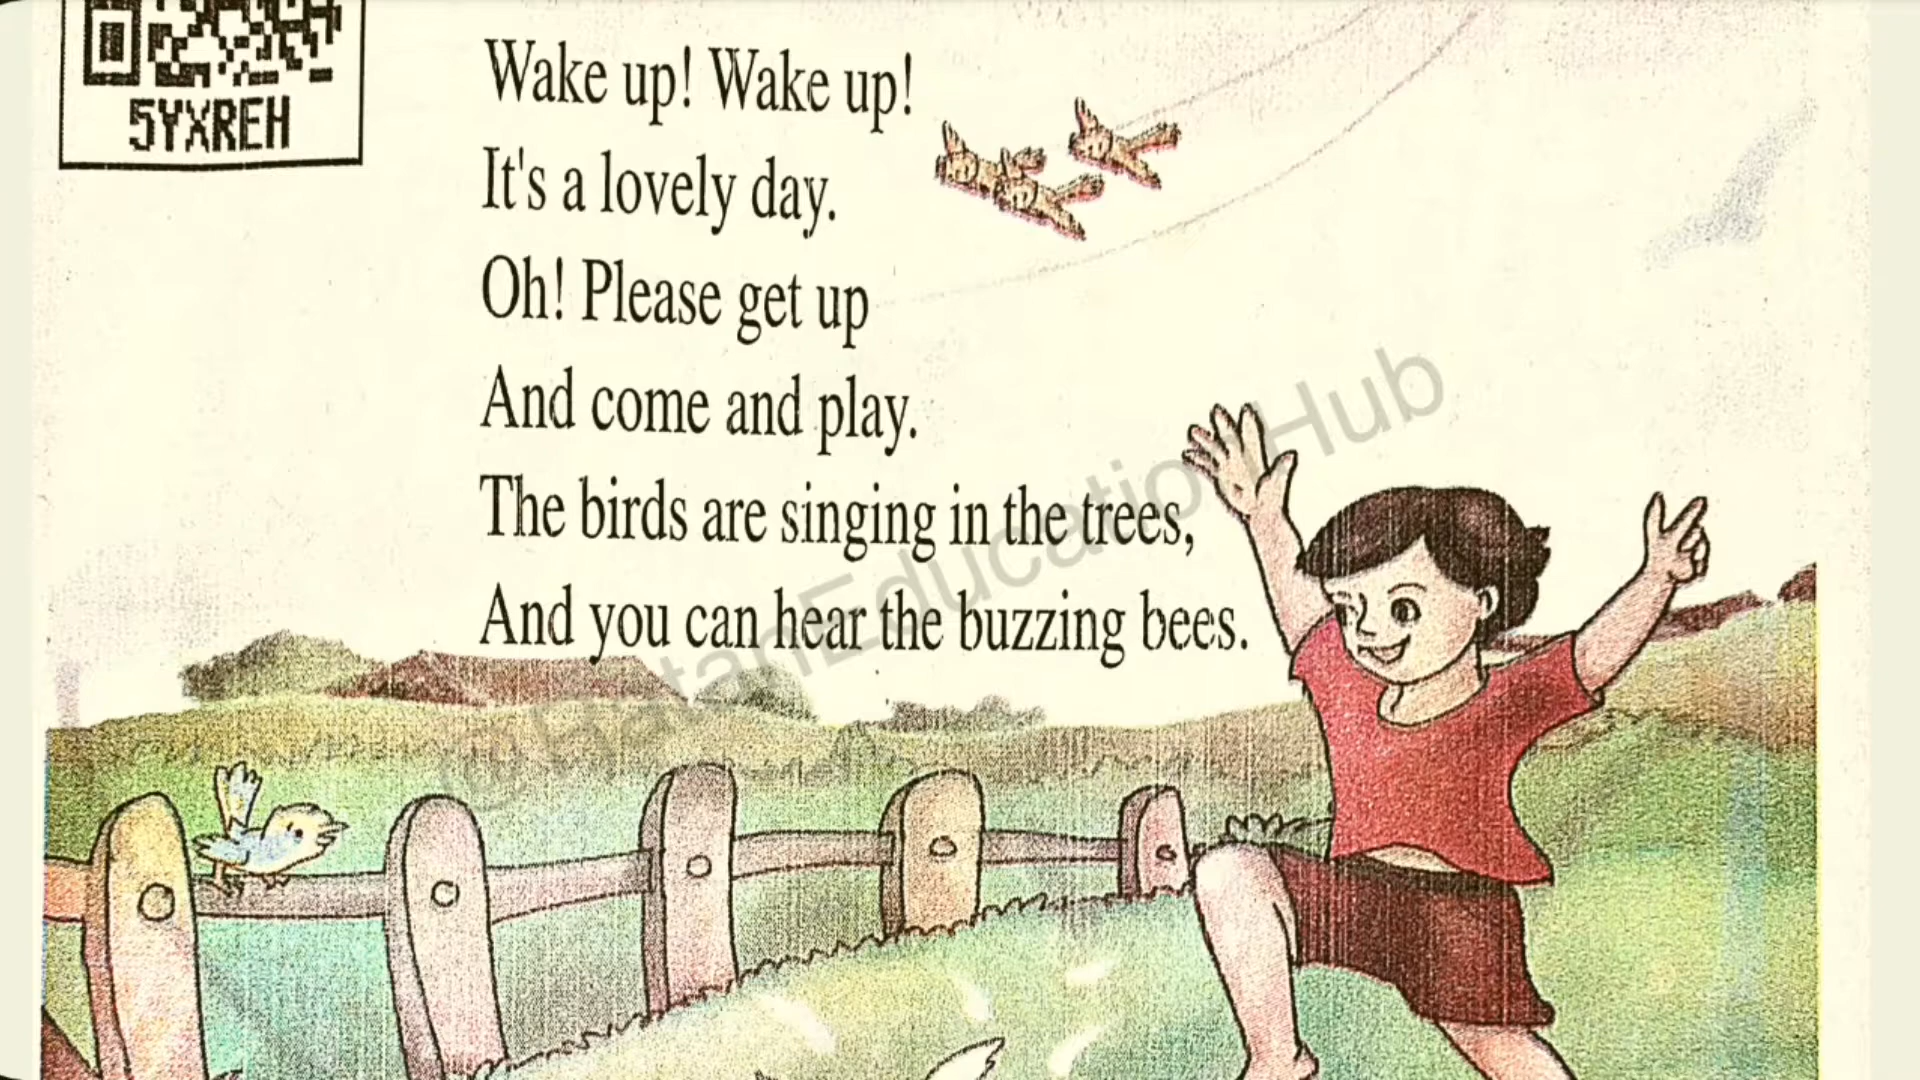 5YXREH
Wake up! Wake up!
It's a lovely day.
Oh! Please get up
And come and play.
The birds are singing in the trees,
And you can hear the buzzing bees.
@RatanEducationHub